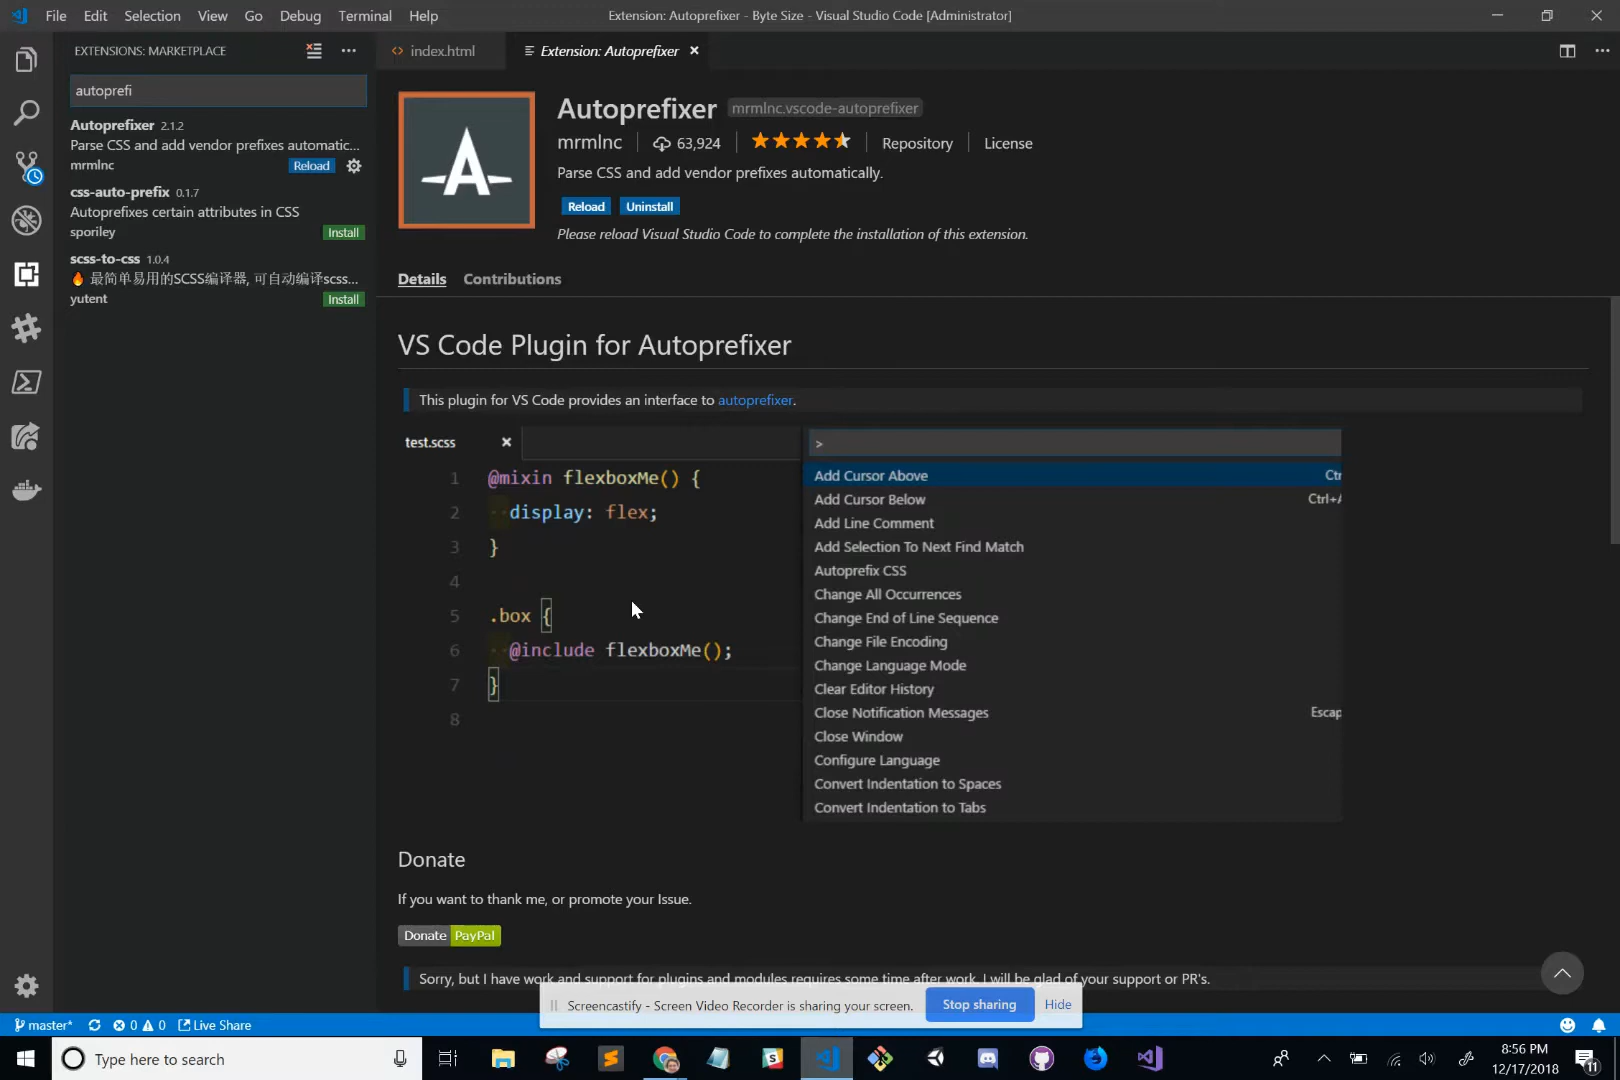 File Edit Selection View Go Debug Terminal Help
Extension: Autoprefixer - Byte Size - Visual Studio Code [Administrator]
EXTENSIONS: MARKETPLACE
index.html
Extension: Autoprefixer
autoprefi
Autoprefixer 2.1.2
Parse CSS and add vendor prefixes automatic...
mrmlnc Reload
css-auto-prefix 0.1.7
Autoprefixes certain attributes in CSS
sporiley Install
scss-to-css 1.0.4
最简单易用的SCSS编译器, 可自动编译scss...
yutent Install
A
Autoprefixer mrmlnc.vscode-autoprefixer
mrmlnc 63,924 Repository License
Parse CSS and add vendor prefixes automatically.
Reload Uninstall
Please reload Visual Studio Code to complete the installation of this extension.
Details Contributions
VS Code Plugin for Autoprefixer
This plugin for VS Code provides an interface to autoprefixer.
test.scss
1 @mixin flexboxMe() {
2 display: flex;
3 }
4
5 .box {
6 @include flexboxMe();
7 }
8
>
Add Cursor Above Ctr
Add Cursor Below Ctrl+A
Add Line Comment
Add Selection To Next Find Match
Autoprefix CSS
Change All Occurrences
Change End of Line Sequence
Change File Encoding
Change Language Mode
Clear Editor History
Close Notification Messages Escap
Close Window
Configure Language
Convert Indentation to Spaces
Convert Indentation to Tabs
Donate
If you want to thank me, or promote your Issue.
Donate PayPal
Sorry, but I have work and support for plugins and modules requires some time after work. I will be glad of your support or PR's.
Screencastify - Screen Video Recorder is sharing your screen. Stop sharing Hide
master* 0 0 Live Share
Type here to search
8:56 PM
12/17/2018
11